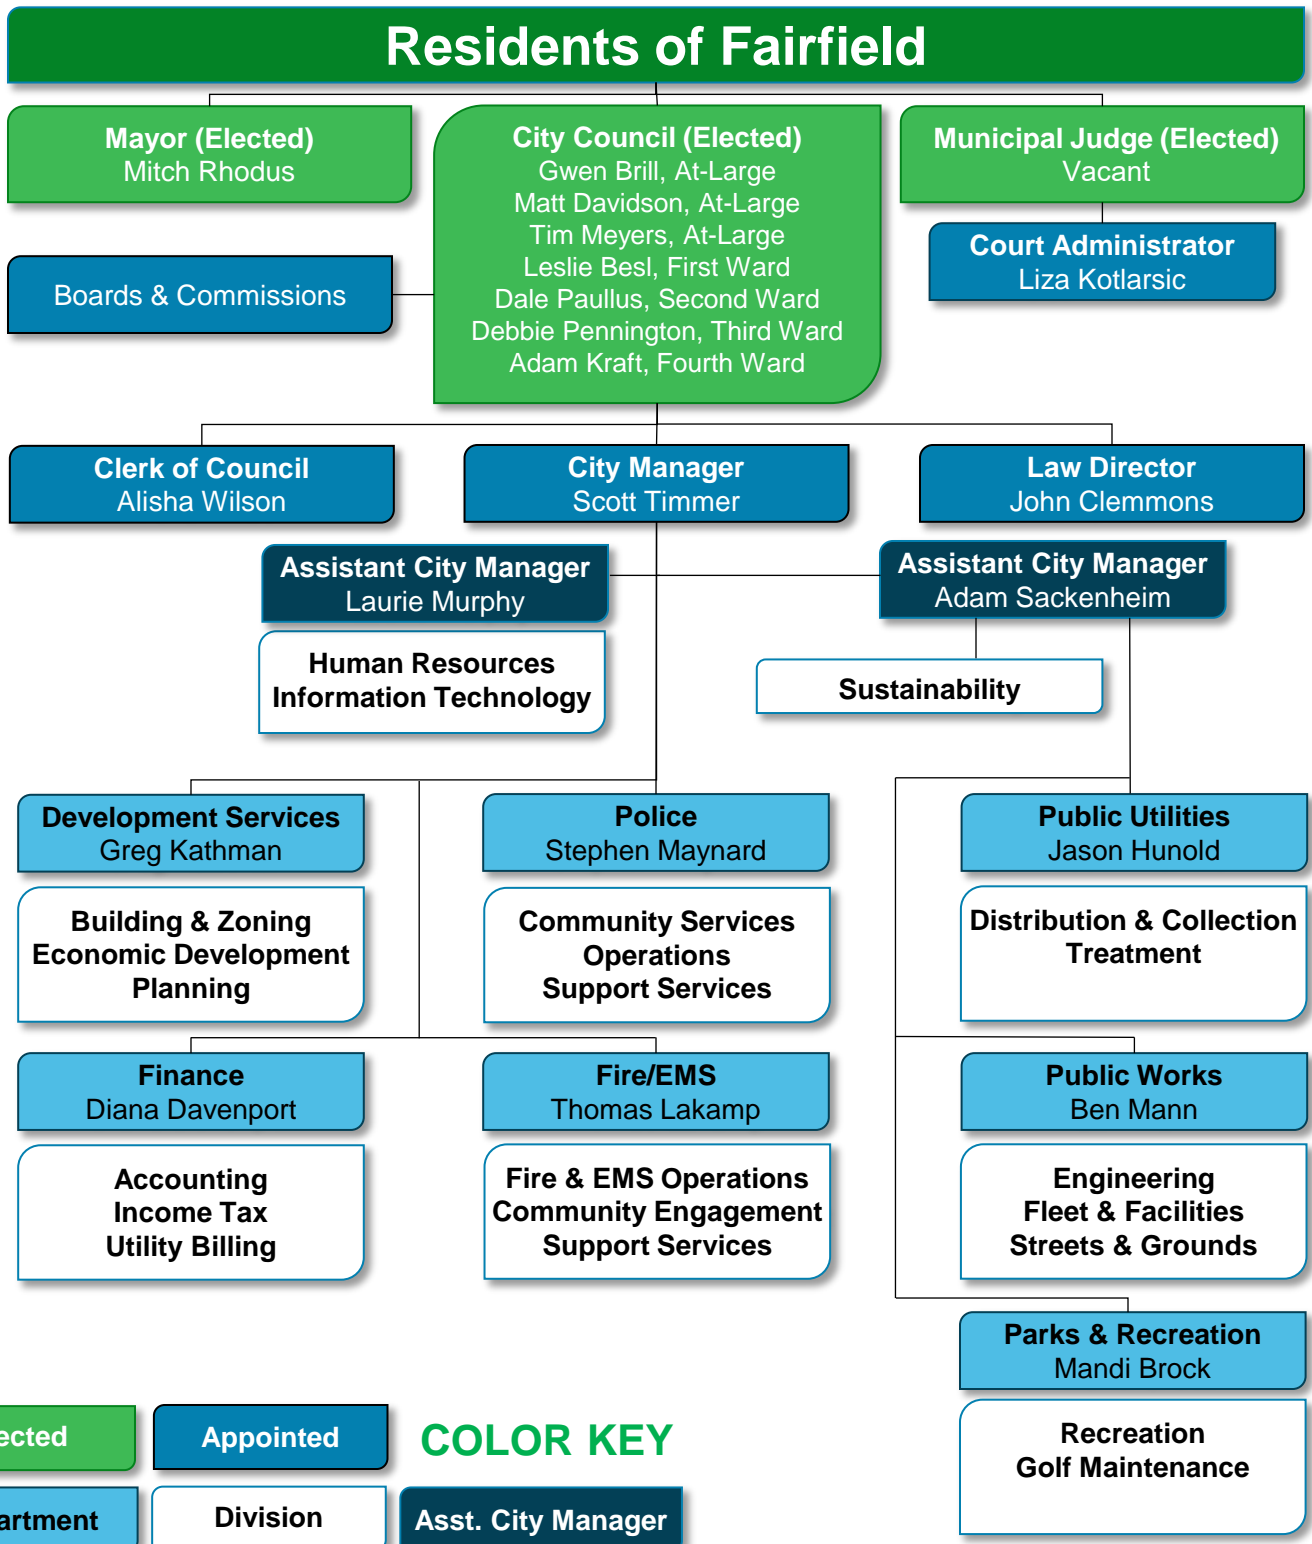 Residents of Fairfield
Mayor (Elected)
Mitch Rhodus
City Council (Elected)
Gwen Brill, At-Large
Matt Davidson, At-Large
Tim Meyers, At-Large
Leslie Besl, First Ward
Dale Paullus, Second Ward
Debbie Pennington, Third Ward
Adam Kraft, Fourth Ward
Municipal Judge (Elected)
Vacant
Court Administrator
Liza Kotlarsic
Boards & Commissions
Clerk of Council
Alisha Wilson
City Manager
Scott Timmer
Law Director
John Clemmons
Assistant City Manager
Laurie Murphy
Human Resources
Information Technology
Assistant City Manager
Adam Sackenheim
Sustainability
Development Services
Greg Kathman
Building & Zoning
Economic Development
Planning
Police
Stephen Maynard
Community Services
Operations
Support Services
Public Utilities
Jason Hunold
Distribution & Collection
Treatment
Finance
Diana Davenport
Accounting
Income Tax
Utility Billing
Fire/EMS
Thomas Lakamp
Fire & EMS Operations
Community Engagement
Support Services
Public Works
Ben Mann
Engineering
Fleet & Facilities
Streets & Grounds
Parks & Recreation
Mandi Brock
Recreation
Golf Maintenance
ected
Appointed
COLOR KEY
artment
Division
Asst. City Manager